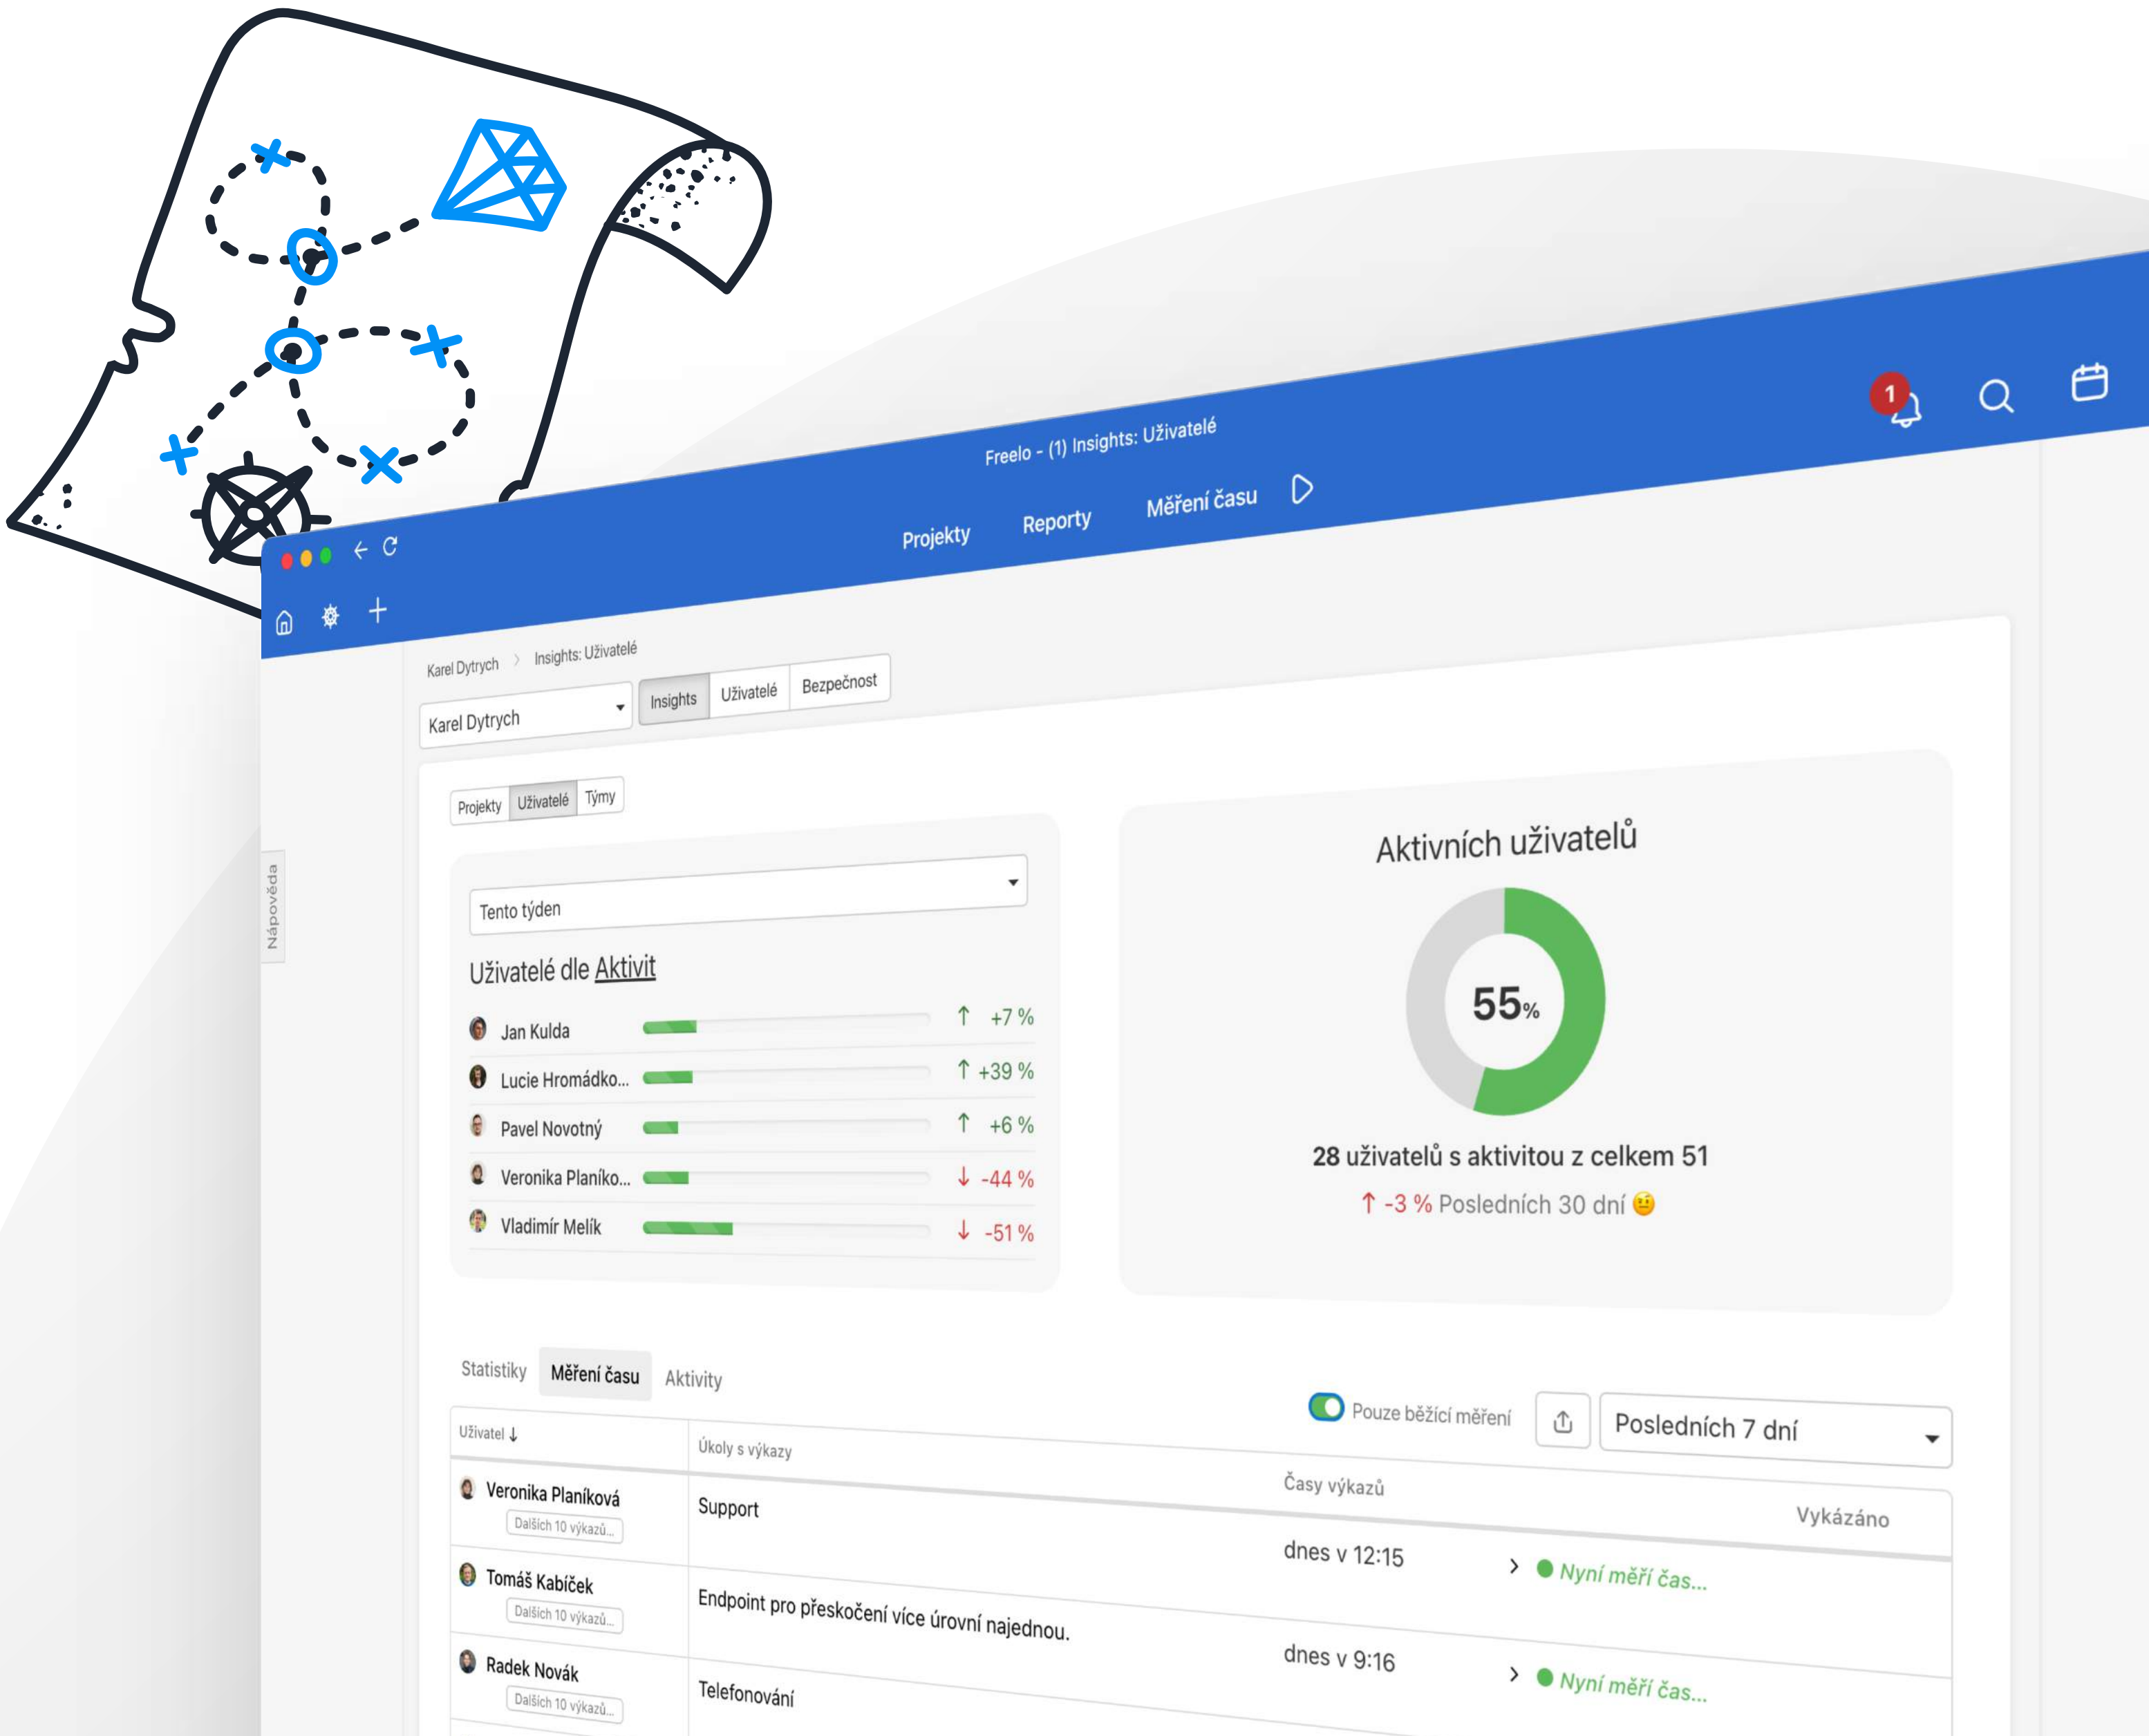 Freelo - (1) Insights: Uživatelé
Projekty Reporty Měření času
1
Karel Dytrych > Insights: Uživatelé
Karel Dytrych
Insights Uživatelé Bezpečnost
Projekty Uživatelé Týmy
Nápověda
Tento týden
Uživatelé dle Aktivit
Jan Kulda ↑ +7 %
Lucie Hromádko... ↑ +39 %
Pavel Novotný ↑ +6 %
Veronika Planíko... ↓ -44 %
Vladimír Melík ↓ -51 %
Aktivních uživatelů
55%
28 uživatelů s aktivitou z celkem 51
↑ -3 % Posledních 30 dní 🤨
Statistiky Měření času Aktivity
Pouze běžící měření
Posledních 7 dní
Uživatel ↓ Úkoly s výkazy Časy výkazů Vykázáno
Veronika Planíková Support dnes v 12:15 > Nyní měří čas...
Dalších 10 výkazů...
Tomáš Kabíček Endpoint pro přeskočení více úrovní najednou. dnes v 9:16 > Nyní měří čas...
Dalších 10 výkazů...
Radek Novák Telefonování
Dalších 10 výkazů...